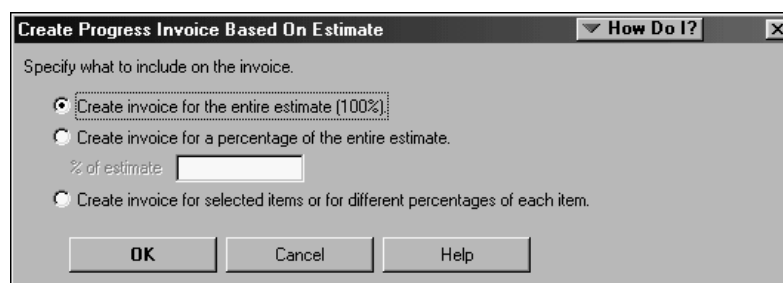 Create Progress Invoice Based On Estimate How Do I?
Specify what to include on the invoice.
Create invoice for the entire estimate (100%).
Create invoice for a percentage of the entire estimate.
% of estimate
Create invoice for selected items or for different percentages of each item.
OK Cancel Help